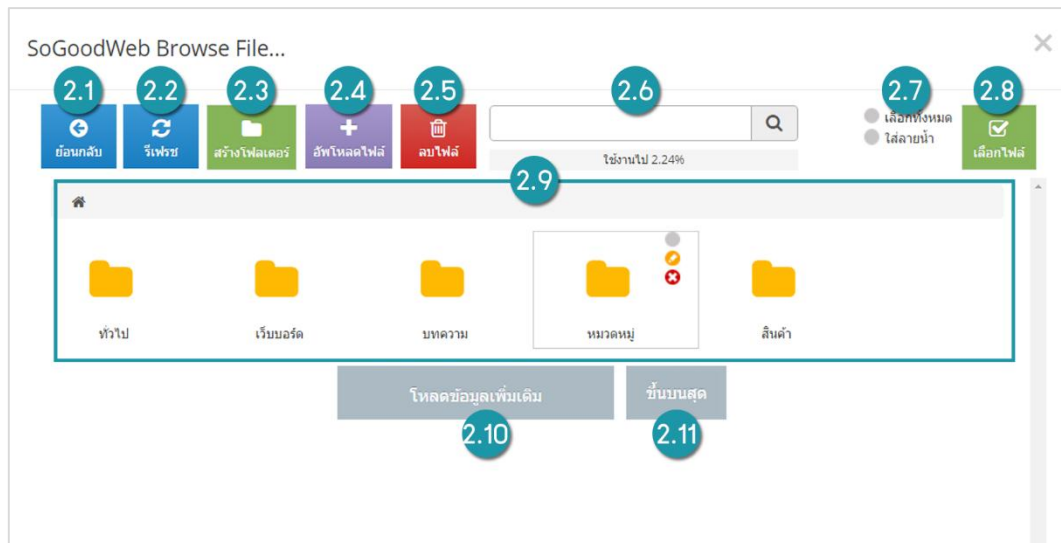 SoGoodWeb Browse File...
2.1 2.2 2.3 2.4 2.5 2.6 2.7 2.8
ย้อนกลับ รีเฟรช สร้างโฟลเดอร์ อัพโหลดไฟล์ ลบไฟล์ เลือกทั้งหมด
ใส่ลายน้ำ
เลือกไฟล์
ใช้งานไป 2.24%
2.9
ทั่วไป เว็บบอร์ด บทความ หมวดหมู่ สินค้า
โหลดข้อมูลเพิ่มเติม ขึ้นบนสุด
2.10 2.11